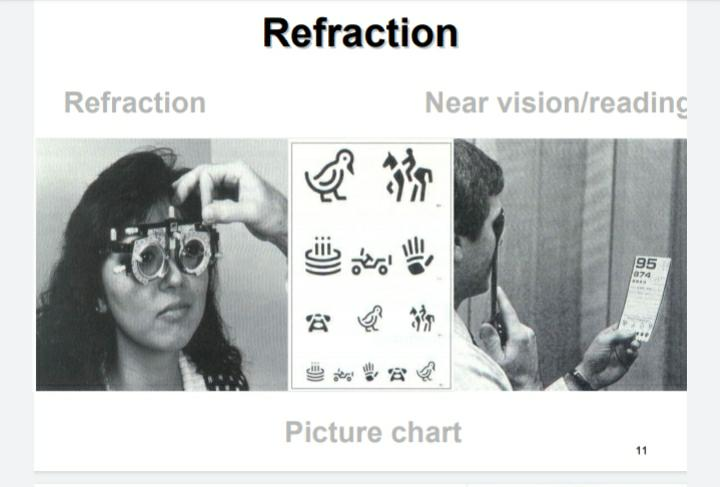 Refraction
Refraction
Near vision/reading
95
874
Picture chart
11